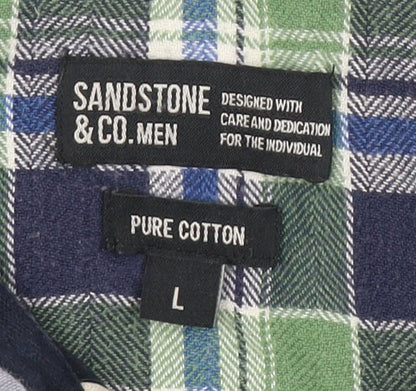 SANDSTONE
& CO. MEN
DESIGNED WITH
CARE AND DEDICATION
FOR THE INDIVIDUAL
PURE COTTON
L